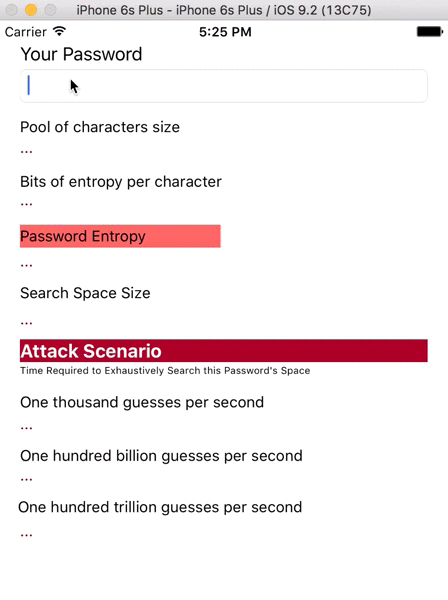 iPhone 6s Plus - iPhone 6s Plus / iOS 9.2 (13C75)
Carrier 5:25 PM
Your Password
Pool of characters size
...
Bits of entropy per character
...
Password Entropy
...
Search Space Size
...
Attack Scenario
Time Required to Exhaustively Search this Password's Space
One thousand guesses per second
...
One hundred billion guesses per second
...
One hundred trillion guesses per second
...